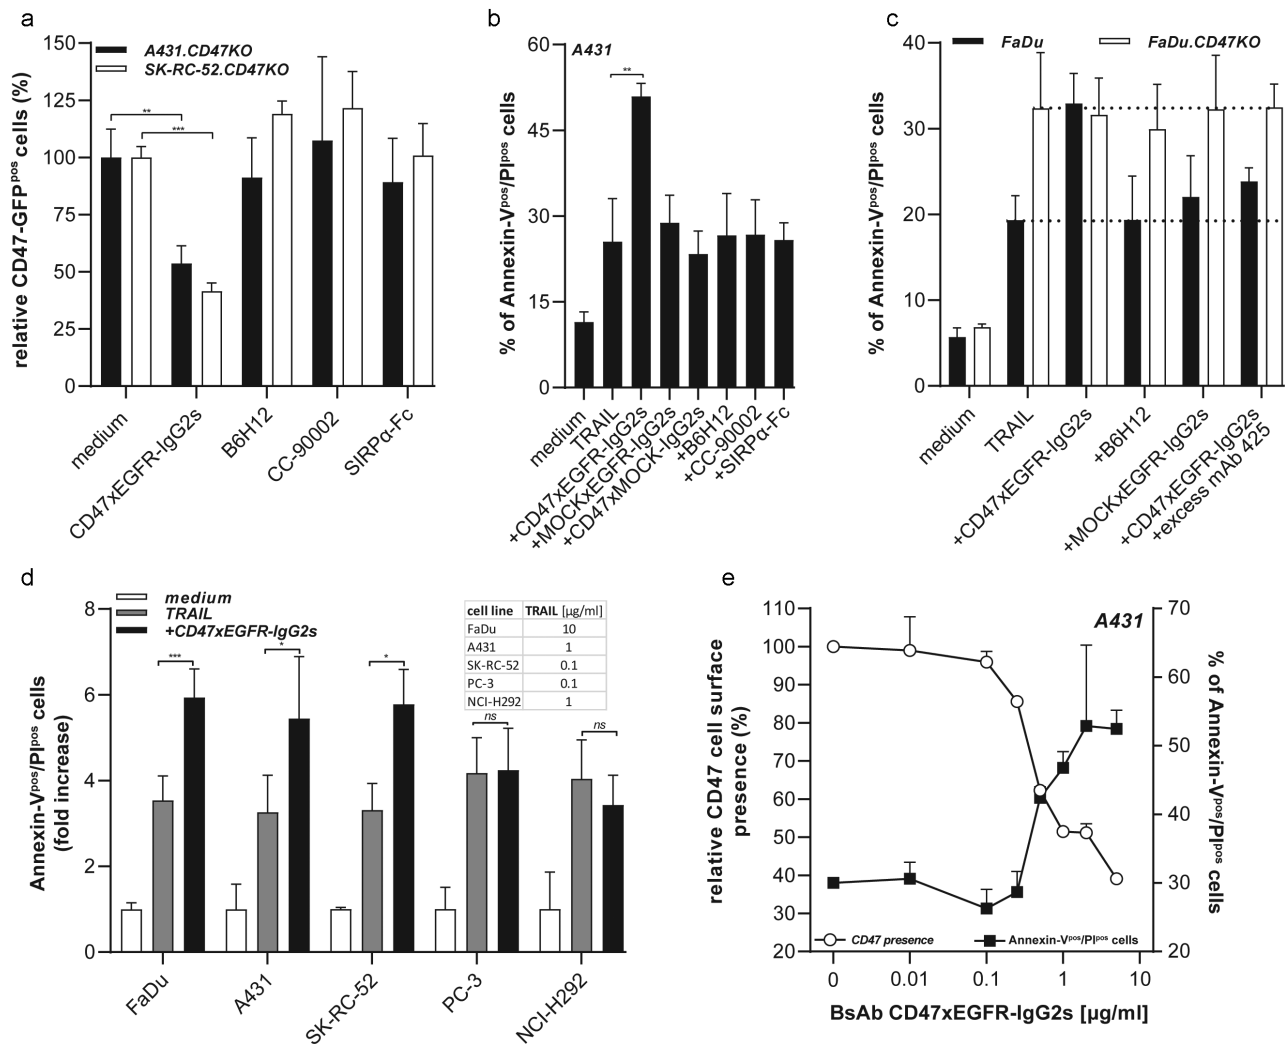 a
relative CD47-GFPpos cells (%)
150
125
100
75
50
25
0
A431.CD47KO
SK-RC-52.CD47KO
**
***
medium
CD47xEGFR-IgG2s
B6H12
CC-90002
SIRPα-Fc
b
% of Annexin-Vpos/PIpos cells
60
45
30
15
0
A431
**
medium
TRAIL
+CD47xEGFR-IgG2s
+MOCKxEGFR-IgG2s
+CD47xMOCK-IgG2s
+B6H12
+CC-90002
+SIRPα-Fc
c
% of Annexin-Vpos/PIpos cells
40
30
20
10
0
FaDu
FaDu.CD47KO
medium
TRAIL
+CD47xEGFR-IgG2s
+B6H12
+MOCKxEGFR-IgG2s
+CD47xEGFR-IgG2s
+excess mAb 425
d
Annexin-Vpos/PIpos cells
(fold increase)
8
6
4
2
0
medium
TRAIL
+CD47xEGFR-IgG2s
***
*
*
ns
ns
cell line TRAIL [µg/ml]
FaDu 10
A431 1
SK-RC-52 0.1
PC-3 0.1
NCI-H292 1
FaDu
A431
SK-RC-52
PC-3
NCI-H292
e
relative CD47 cell surface
presence (%)
110
100
90
80
70
60
50
40
30
20
A431
70
60
50
40
30
20
% of Annexin-Vpos/PIpos cells
CD47 presence
Annexin-Vpos/PIpos cells
0
0.01
0.1
1
10
BsAb CD47xEGFR-IgG2s [µg/ml]